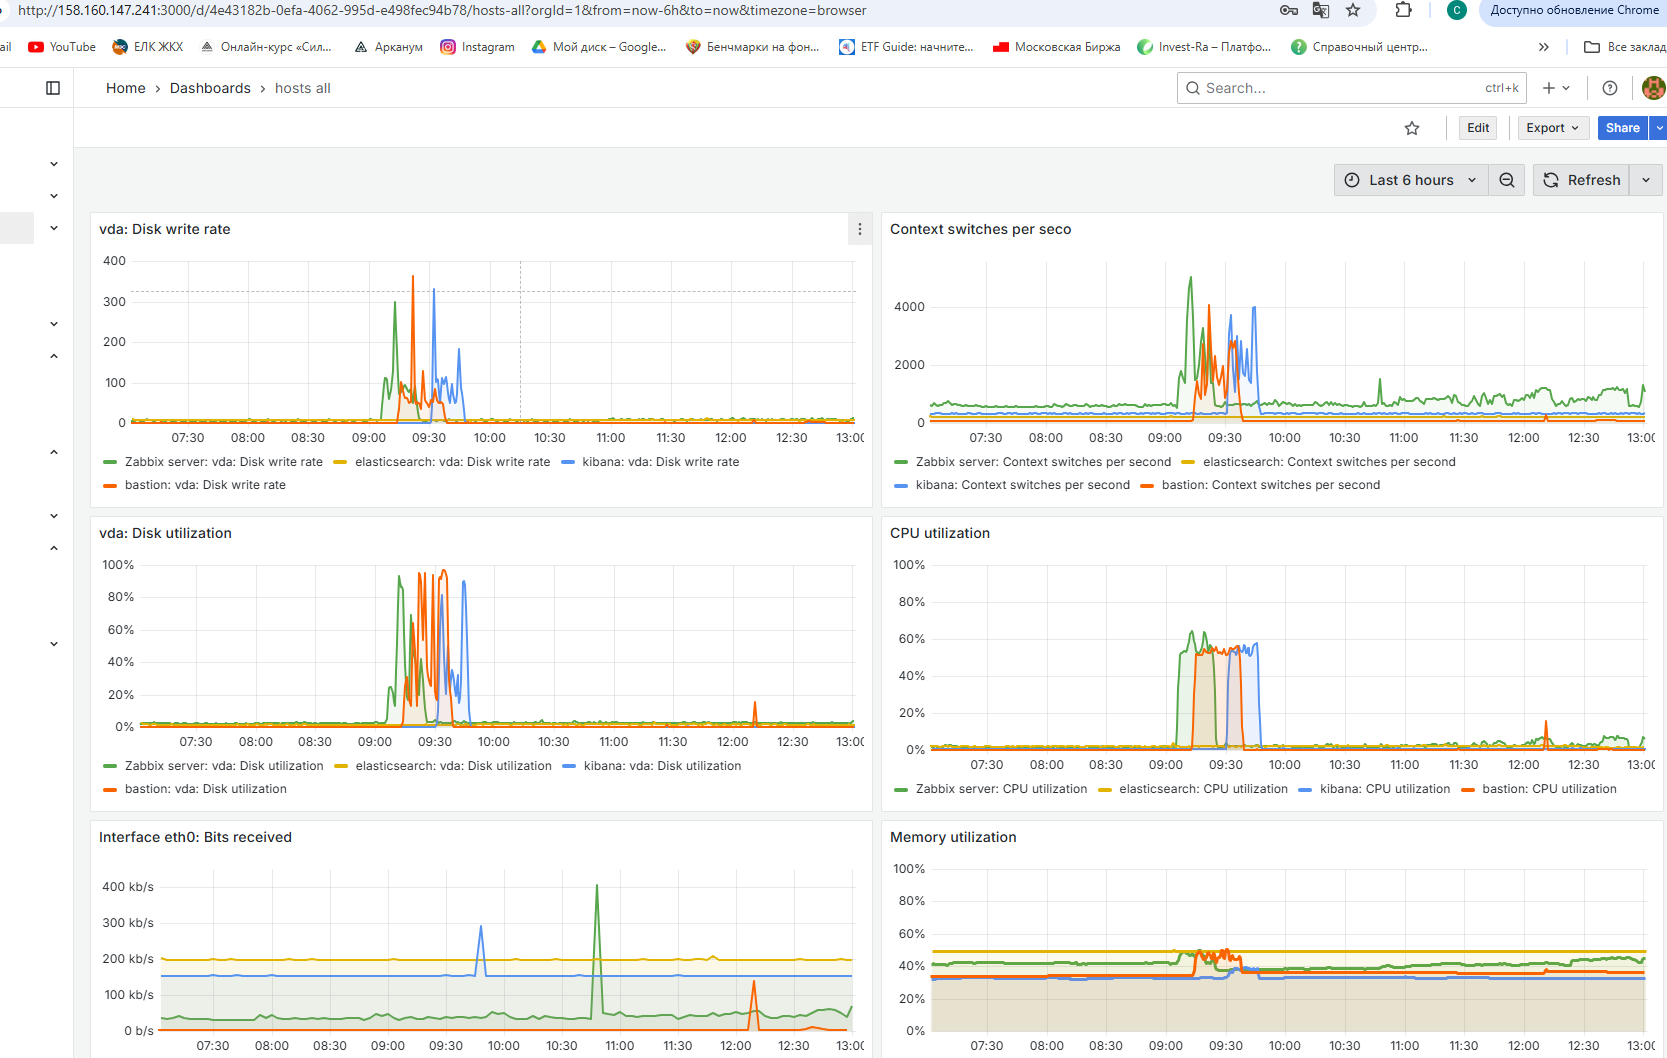 http://158.160.147.241:3000/d/4e43182b-0efa-4062-995d-e498fec94b78/hosts-all?orgId=1&from=now-6h&to=now&timezone=browser
C
Доступно обновление Chrome
ail YouTube ЕЛК ЖКХ Онлайн-курс «Сил... Арканум Instagram Мой диск – Google... Бенчмарки на фон... ETF Guide: начните... Московская Биржа Invest-Ra – Платфо... Справочный центр... » Все заклад
Home › Dashboards › hosts all
Search... ctrl+k
Edit Export Share
Last 6 hours Refresh
vda: Disk write rate
400
300
200
100
0
07:30 08:00 08:30 09:00 09:30 10:00 10:30 11:00 11:30 12:00 12:30 13:00
Zabbix server: vda: Disk write rate elasticsearch: vda: Disk write rate kibana: vda: Disk write rate
bastion: vda: Disk write rate
Context switches per seco
4000
2000
0
07:30 08:00 08:30 09:00 09:30 10:00 10:30 11:00 11:30 12:00 12:30 13:00
Zabbix server: Context switches per second elasticsearch: Context switches per second
kibana: Context switches per second bastion: Context switches per second
vda: Disk utilization
100%
80%
60%
40%
20%
0%
07:30 08:00 08:30 09:00 09:30 10:00 10:30 11:00 11:30 12:00 12:30 13:00
Zabbix server: vda: Disk utilization elasticsearch: vda: Disk utilization kibana: vda: Disk utilization
bastion: vda: Disk utilization
CPU utilization
100%
80%
60%
40%
20%
0%
07:30 08:00 08:30 09:00 09:30 10:00 10:30 11:00 11:30 12:00 12:30 13:00
Zabbix server: CPU utilization elasticsearch: CPU utilization kibana: CPU utilization bastion: CPU utilization
Interface eth0: Bits received
400 kb/s
300 kb/s
200 kb/s
100 kb/s
0 b/s
07:30 08:00 08:30 09:00 09:30 10:00 10:30 11:00 11:30 12:00 12:30 13:00
Memory utilization
100%
80%
60%
40%
20%
0%
07:30 08:00 08:30 09:00 09:30 10:00 10:30 11:00 11:30 12:00 12:30 13:00